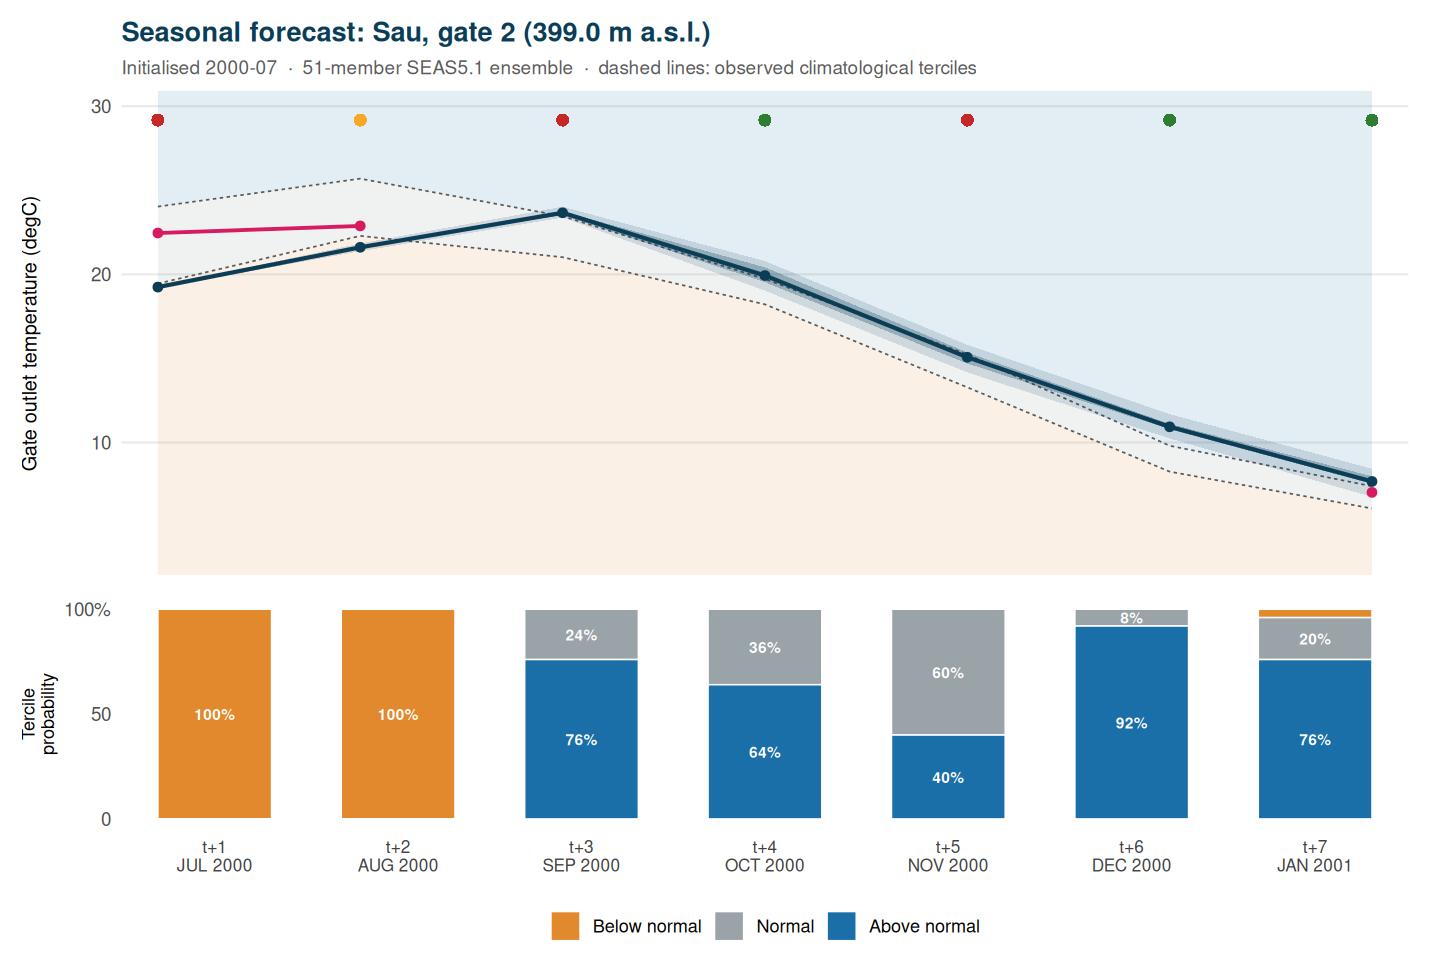 Seasonal forecast: Sau, gate 2 (399.0 m a.s.l.)
Initialised 2000-07 · 51-member SEAS5.1 ensemble · dashed lines: observed climatological terciles
Gate outlet temperature (degC)
30
20
10
Tercile
probability
100%
50
0
100%
100%
24%
76%
36%
64%
60%
40%
8%
92%
20%
76%
t+1
JUL 2000
t+2
AUG 2000
t+3
SEP 2000
t+4
OCT 2000
t+5
NOV 2000
t+6
DEC 2000
t+7
JAN 2001
Below normal
Normal
Above normal